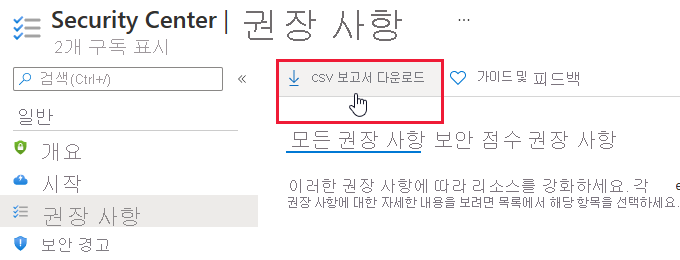 Security Center | 권장 사항 ...
2개 구독 표시
검색(Ctrl+/) «
CSV 보고서 다운로드 가이드 및 피드백
일반
개요
시작
권장 사항
보안 경고
모든 권장 사항 보안 점수 권장 사항
이러한 권장 사항에 따라 리소스를 강화하세요. 각 e
권장 사항에 대한 자세한 내용을 보려면 목록에서 해당 항목을 선택하세요.